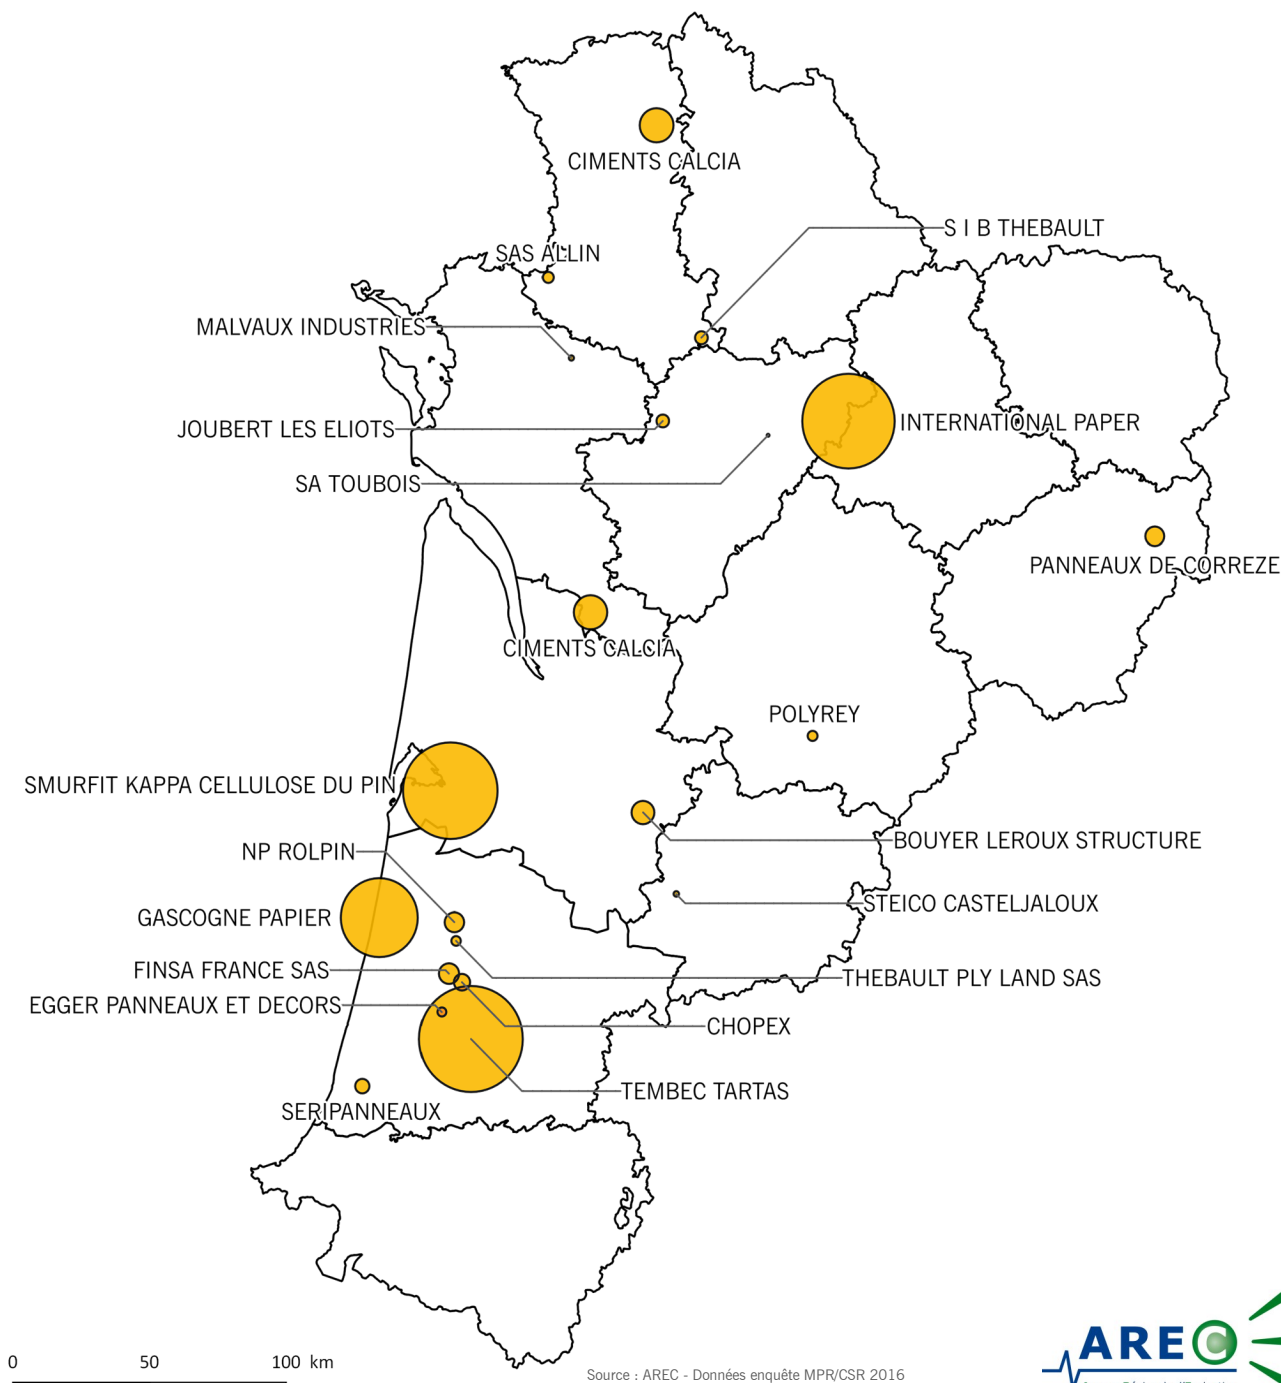 CIMENTS CALCIA
S I B THEBAULT
SAS ALLIN
MALVAUX INDUSTRIES
JOUBERT LES ELIOTS
INTERNATIONAL PAPER
SA TOUBOIS
PANNEAUX DE CORREZE
CIMENTS CALCIA
POLYREY
SMURFIT KAPPA CELLULOSE DU PIN
BOUYER LEROUX STRUCTURE
NP ROLPIN
STEICO CASTELJALOUX
GASCOGNE PAPIER
FINSA FRANCE SAS
THEBAULT PLY LAND SAS
EGGER PANNEAUX ET DECORS
CHOPEX
TEMBEC TARTAS
SERIPANNEAUX
0 50 100 km
Source : AREC - Données enquête MPR/CSR 2016
AREC